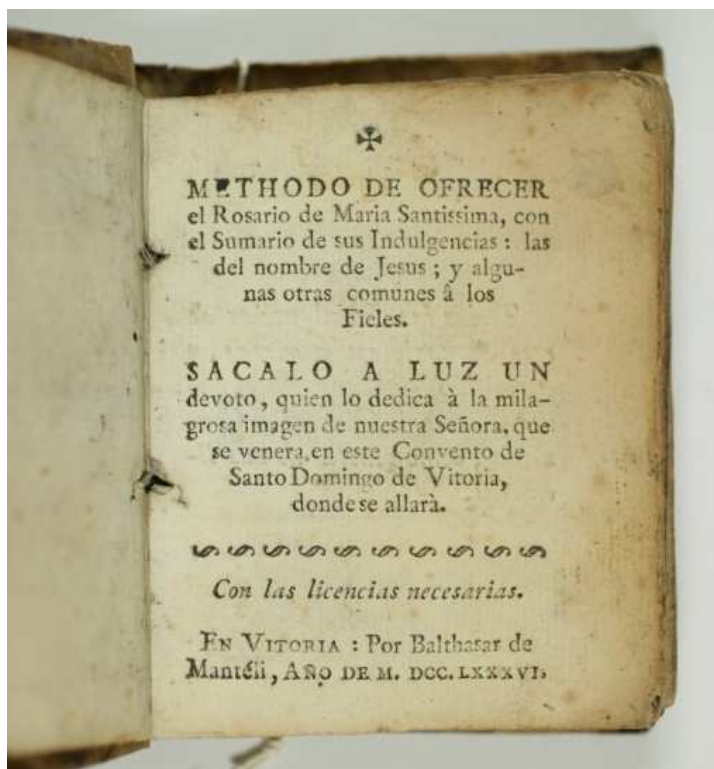 ✠
METHODO DE OFRECER
el Rosario de Maria Santissima, con
el Sumario de sus Indulgencias : las
del nombre de Jesus ; y algu-
nas otras comunes â los
Fieles.
SACALO A LUZ UN
devoto, quien lo dedica à la mila-
grosa imagen de nuestra Señora, que
se venera en este Convento de
Santo Domingo de Vitoria,
donde se allarà.
Con las licencias necesarias.
EN VITORIA : Por Balthasar de
Mantéli, AÑO DE M. DCC. LXXXVI.